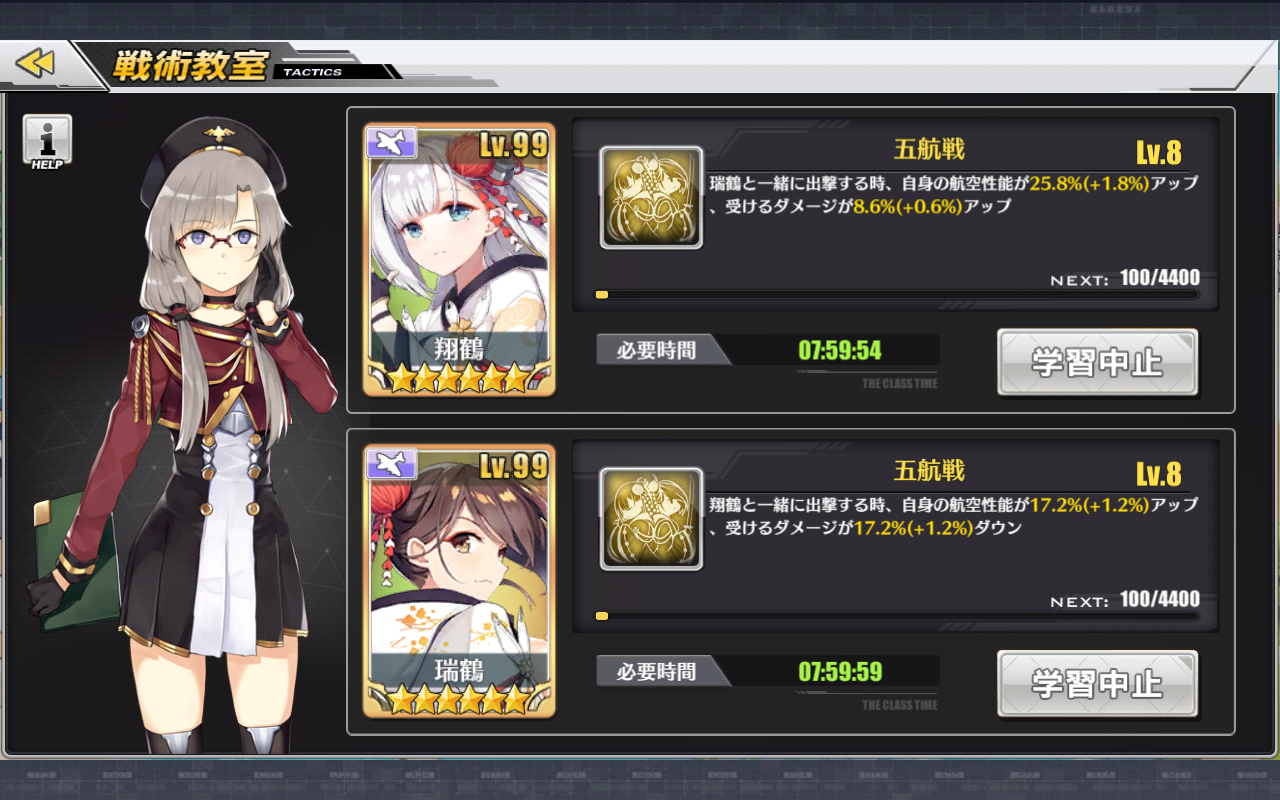 戦術教室
TACTICS
HELP
Lv.99
翔鶴
五航戦
Lv.8
瑞鶴と一緒に出撃する時、自身の航空性能が25.8%(+1.8%)アップ
、受けるダメージが8.6%(+0.6%)アップ
NEXT: 100/4400
必要時間
07:59:54
THE CLASS TIME
学習中止
Lv.99
瑞鶴
五航戦
Lv.8
翔鶴と一緒に出撃する時、自身の航空性能が17.2%(+1.2%)アップ
、受けるダメージが17.2%(+1.2%)ダウン
NEXT: 100/4400
必要時間
07:59:59
THE CLASS TIME
学習中止